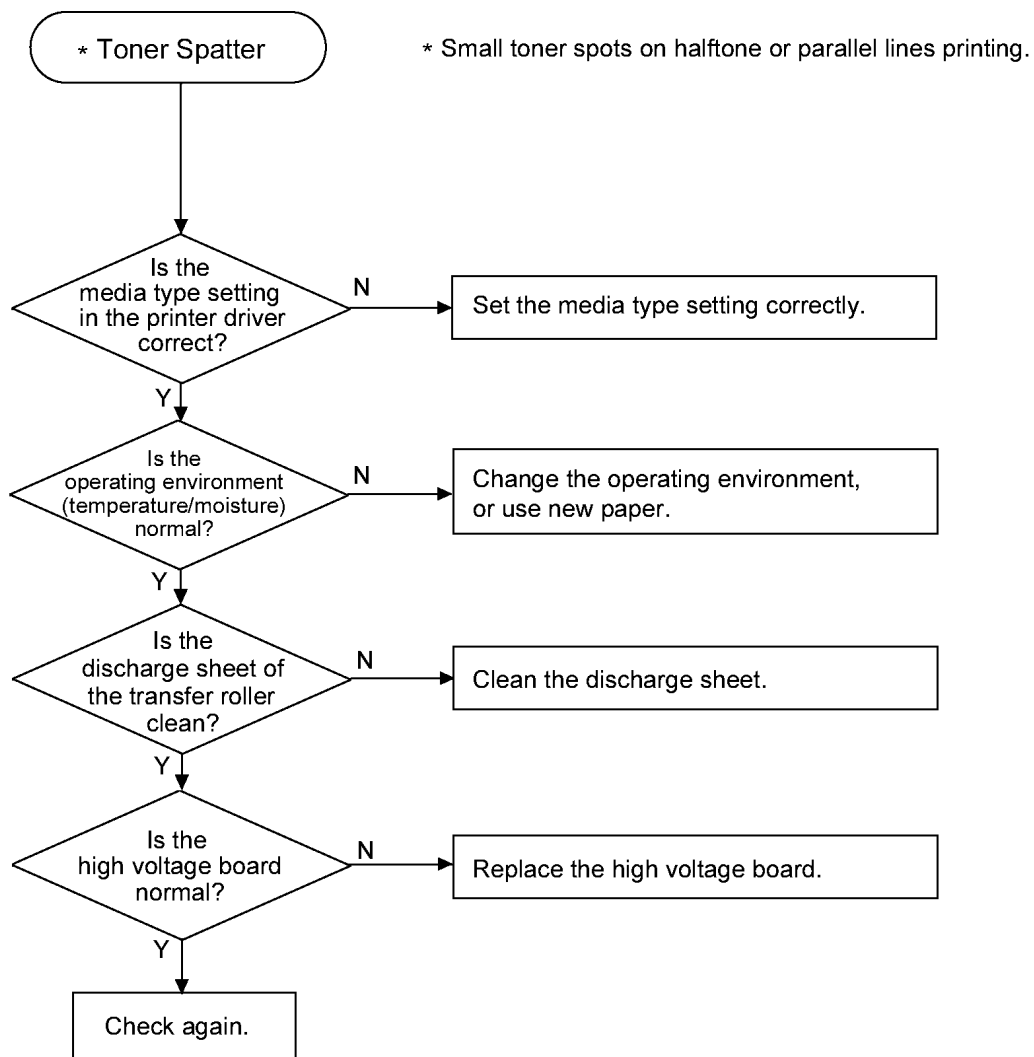 * Toner Spatter
* Small toner spots on halftone or parallel lines printing.
Is the
media type setting
in the printer driver
correct?
N
Set the media type setting correctly.
Y
Is the
operating environment
(temperature/moisture)
normal?
N
Change the operating environment,
or use new paper.
Y
Is the
discharge sheet of
the transfer roller
clean?
N
Clean the discharge sheet.
Y
Is the
high voltage board
normal?
N
Replace the high voltage board.
Y
Check again.